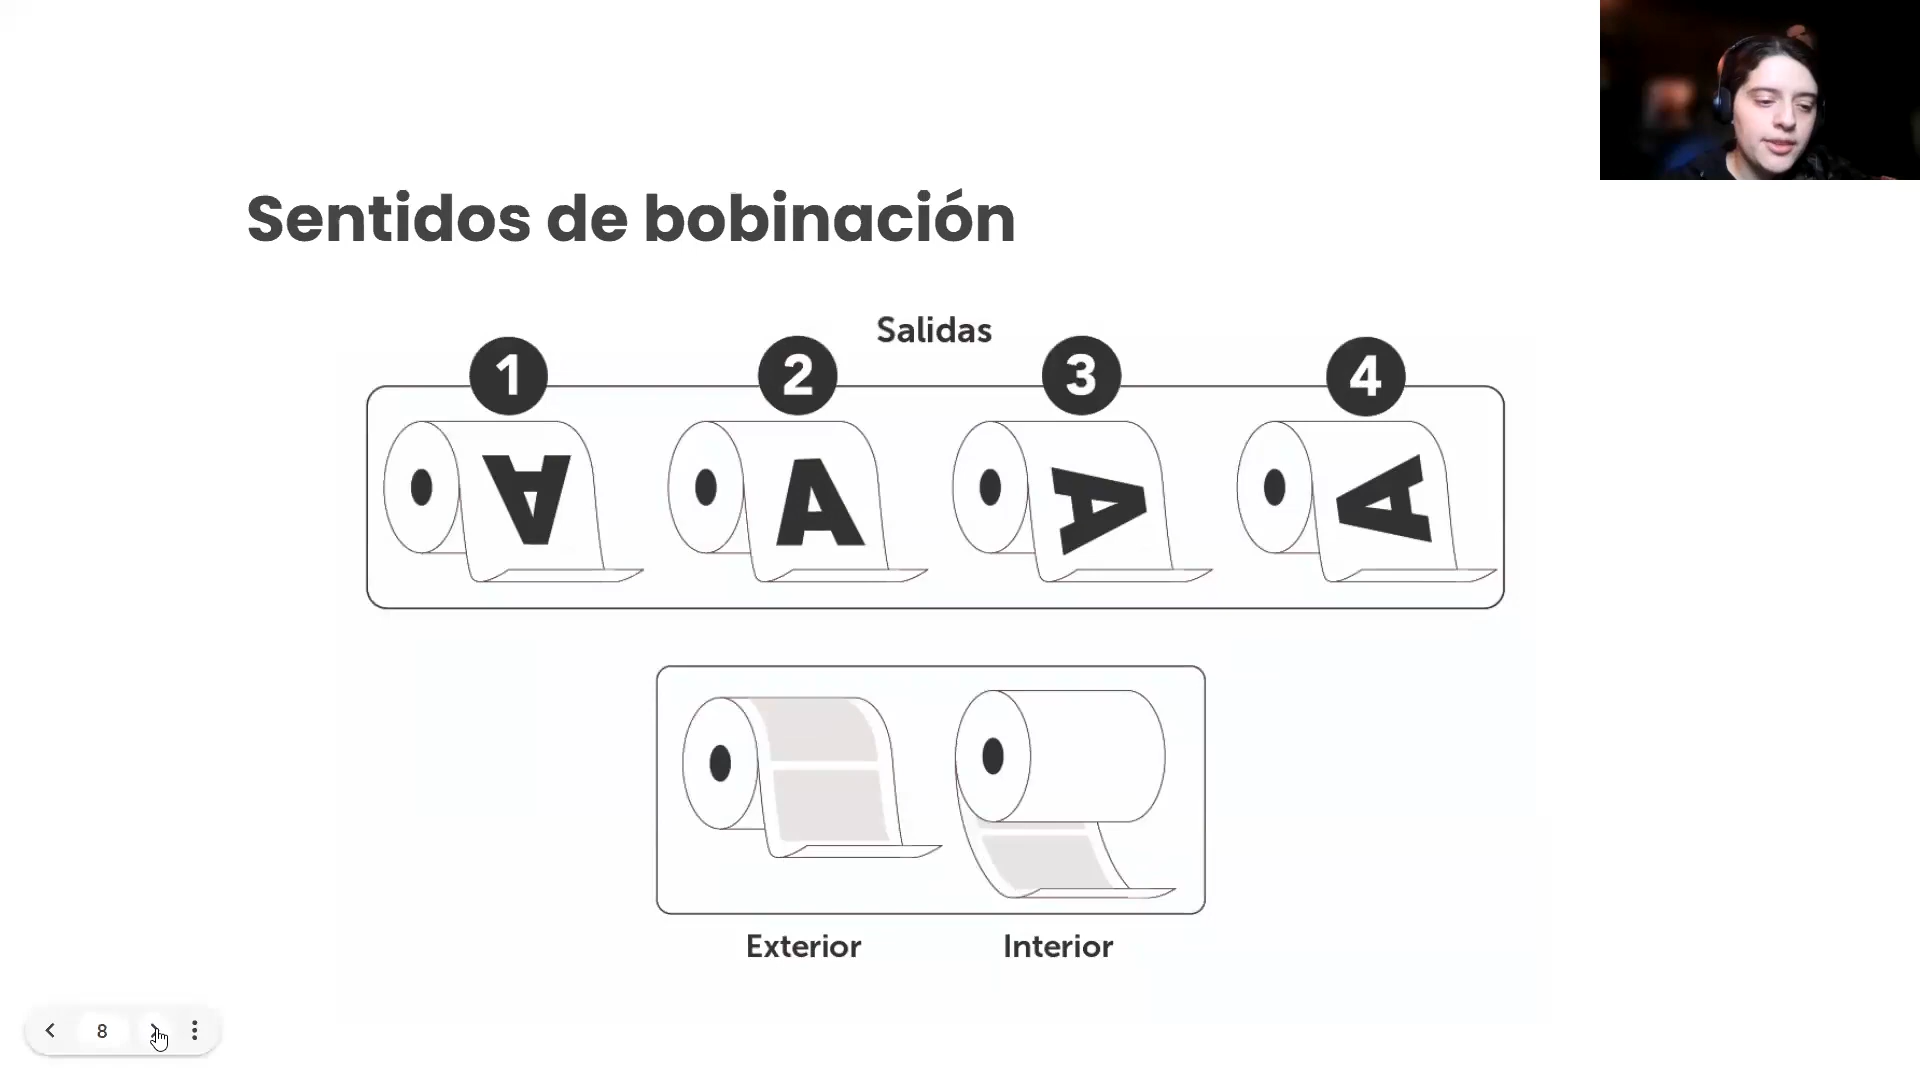 Sentidos de bobinación
Salidas
1 2 3 4
A A A A
Exterior Interior
8